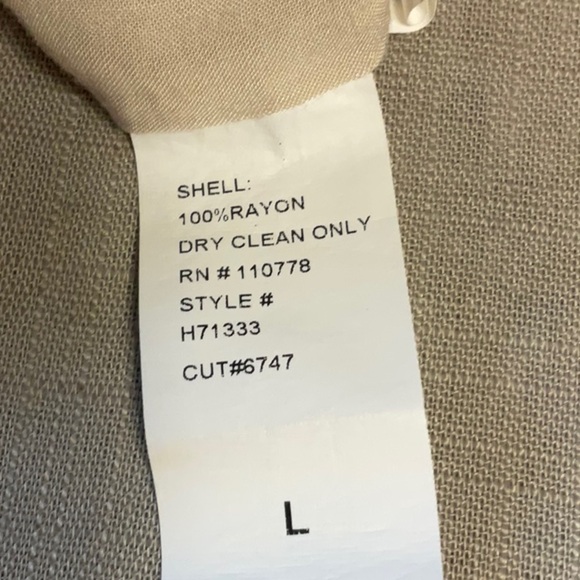 SHELL:
100%RAYON
DRY CLEAN ONLY
RN # 110778
STYLE #
H71333
CUT#6747
L